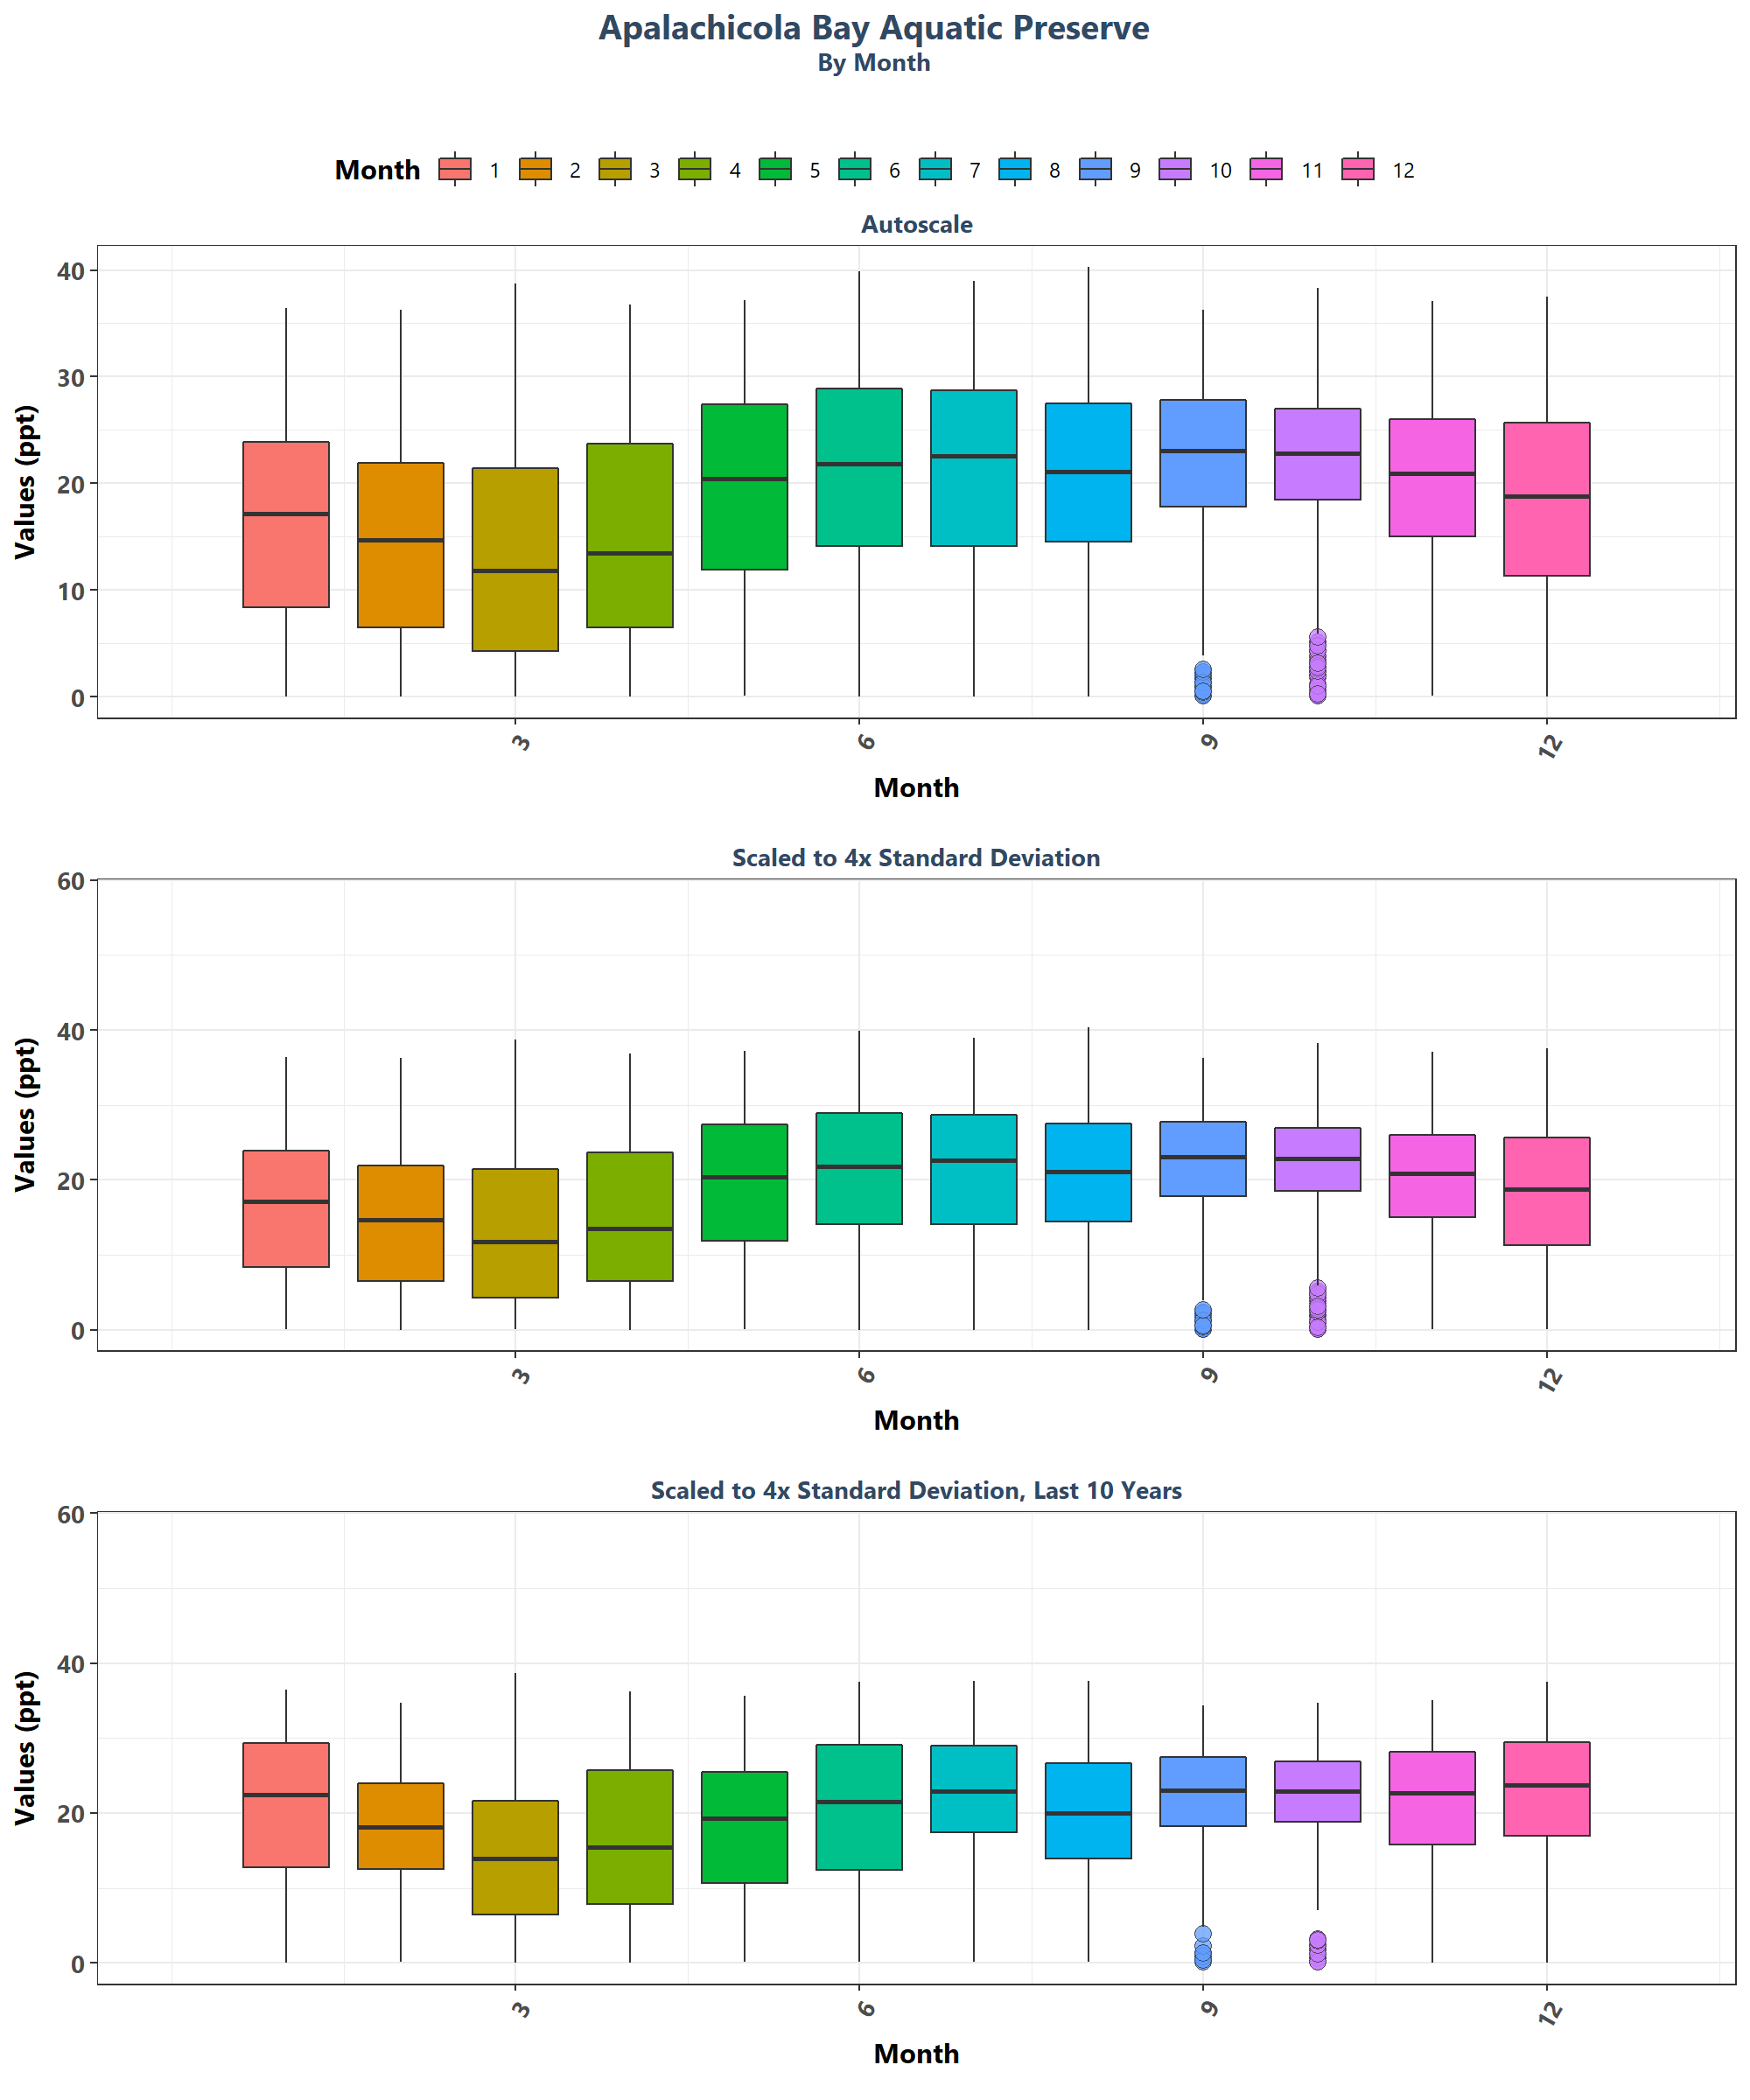 Apalachicola Bay Aquatic Preserve
By Month
Month 1 2 3 4 5 6 7 8 9 10 11 12
Autoscale
Values (ppt)
40
30
20
10
0
3 6 9 12
Month
Scaled to 4x Standard Deviation
Values (ppt)
60
40
20
0
3 6 9 12
Month
Scaled to 4x Standard Deviation, Last 10 Years
Values (ppt)
60
40
20
0
3 6 9 12
Month